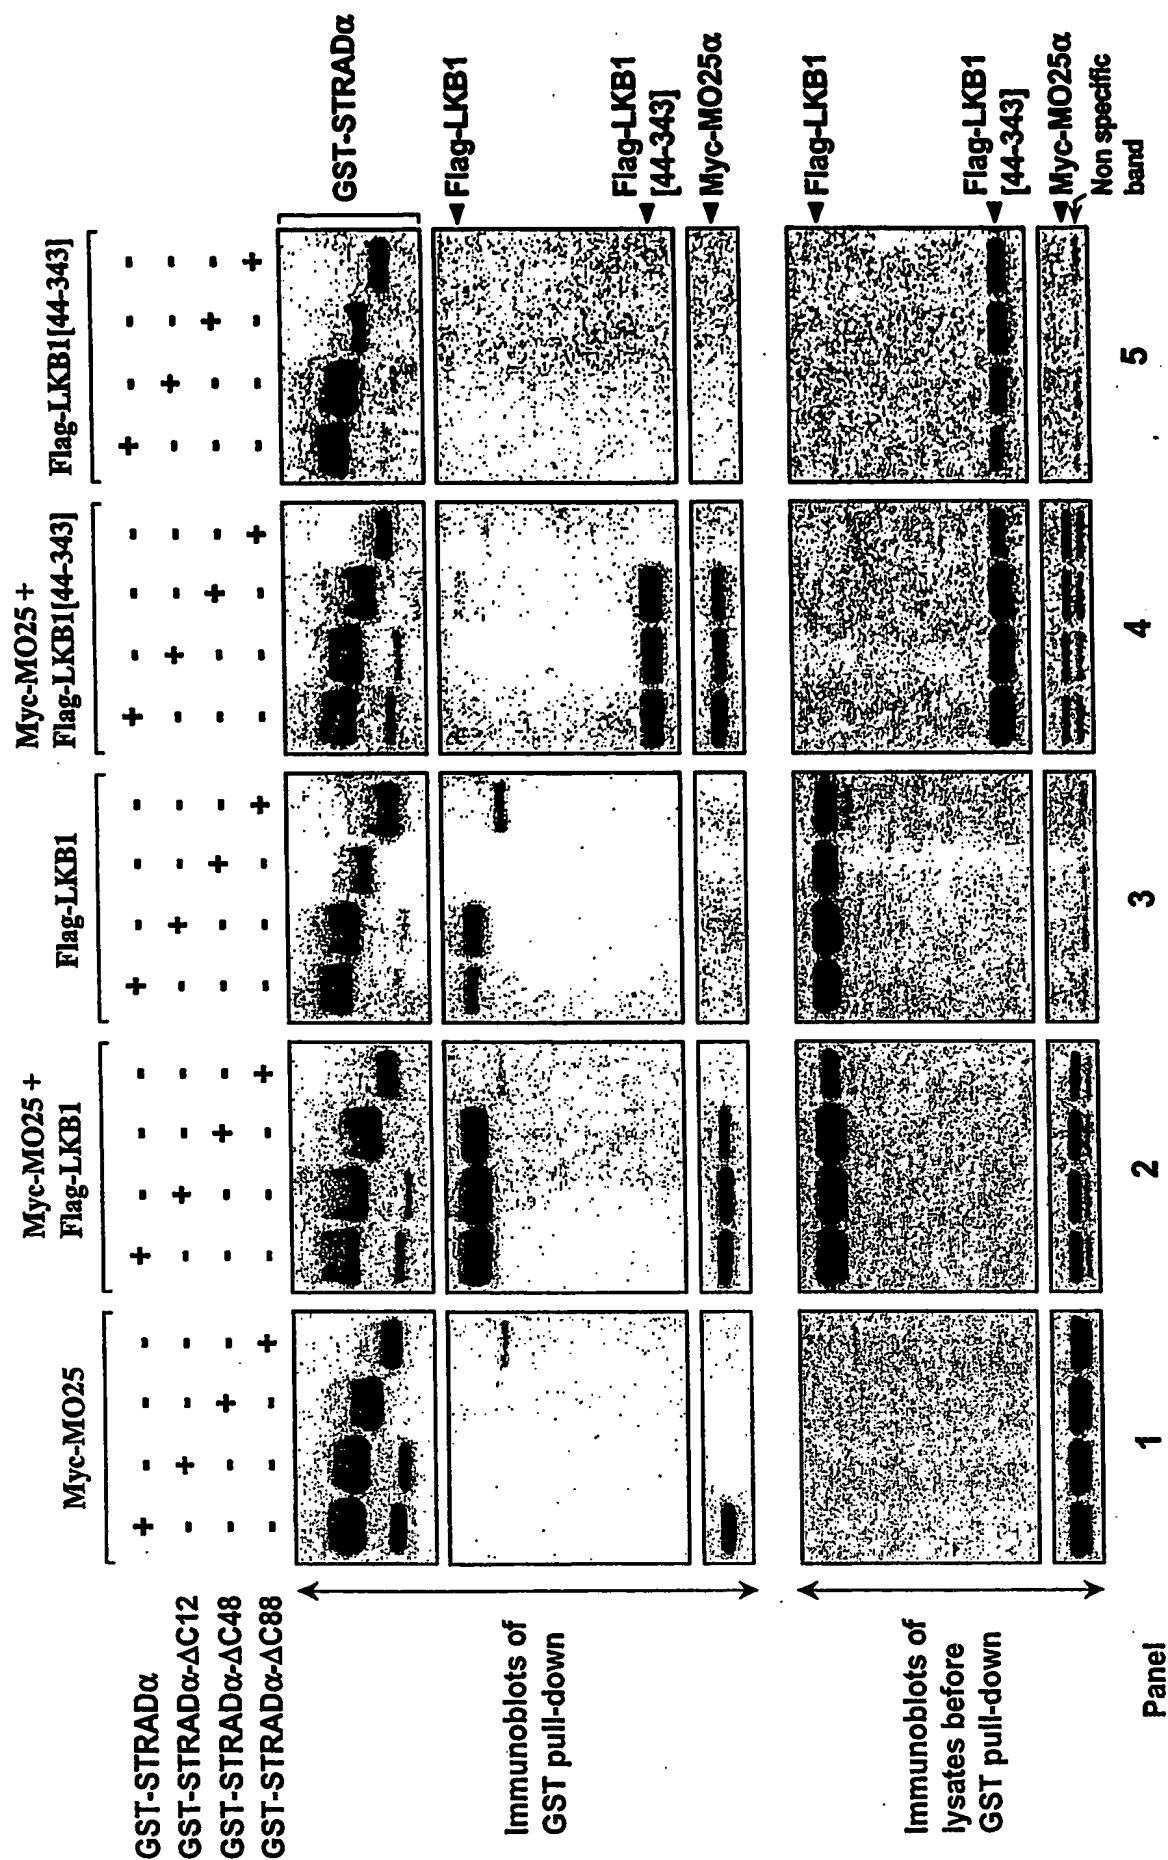 Myc-MO25
Myc-MO25 +
Flag-LKB1
Flag-LKB1
Myc-MO25 +
Flag-LKB1[44-343]
Flag-LKB1[44-343]
GST-STRADα + - - - + - - - + - - - + - - - + - - -
GST-STRADα-ΔC12 - + - - - + - - - + - - - + - - - + - -
GST-STRADα-ΔC48 - - + - - - + - - - + - - - + - - - + -
GST-STRADα-ΔC88 - - - + - - - + - - - + - - - + - - - +
GST-STRADα
Immunoblots of
GST pull-down
Flag-LKB1
Flag-LKB1
[44-343]
Myc-MO25α
Immunoblots of
lysates before
GST pull-down
Flag-LKB1
Flag-LKB1
[44-343]
Myc-MO25α
Non specific
band
Panel 1 2 3 4 5